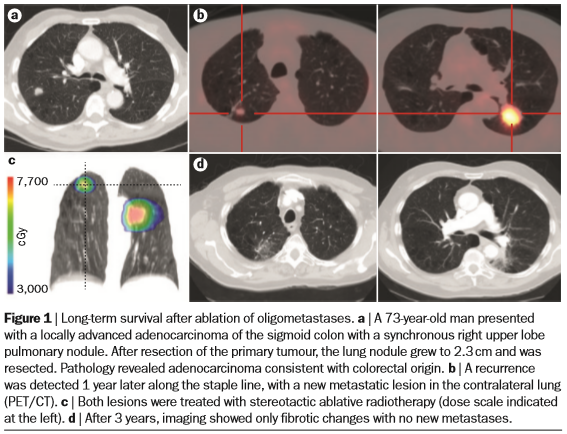 a
b
c
7,700
cGy
3,000
d
Figure 1 | Long-term survival after ablation of oligometastases. a | A 73-year-old man presented
with a locally advanced adenocarcinoma of the sigmoid colon with a synchronous right upper lobe
pulmonary nodule. After resection of the primary tumour, the lung nodule grew to 2.3 cm and was
resected. Pathology revealed adenocarcinoma consistent with colorectal origin. b | A recurrence
was detected 1 year later along the staple line, with a new metastatic lesion in the contralateral lung
(PET/CT). c | Both lesions were treated with stereotactic ablative radiotherapy (dose scale indicated
at the left). d | After 3 years, imaging showed only fibrotic changes with no new metastases.